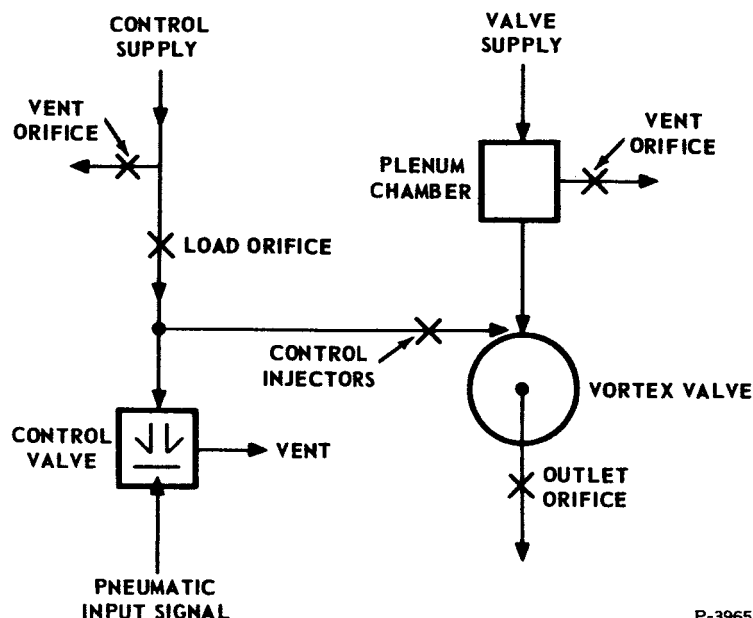 CONTROL
SUPPLY
VALVE
SUPPLY
VENT
ORIFICE
VENT
ORIFICE
PLENUM
CHAMBER
LOAD ORIFICE
CONTROL
INJECTORS
VORTEX VALVE
CONTROL
VALVE
VENT
OUTLET
ORIFICE
PNEUMATIC
INPUT SIGNAL
P-3965